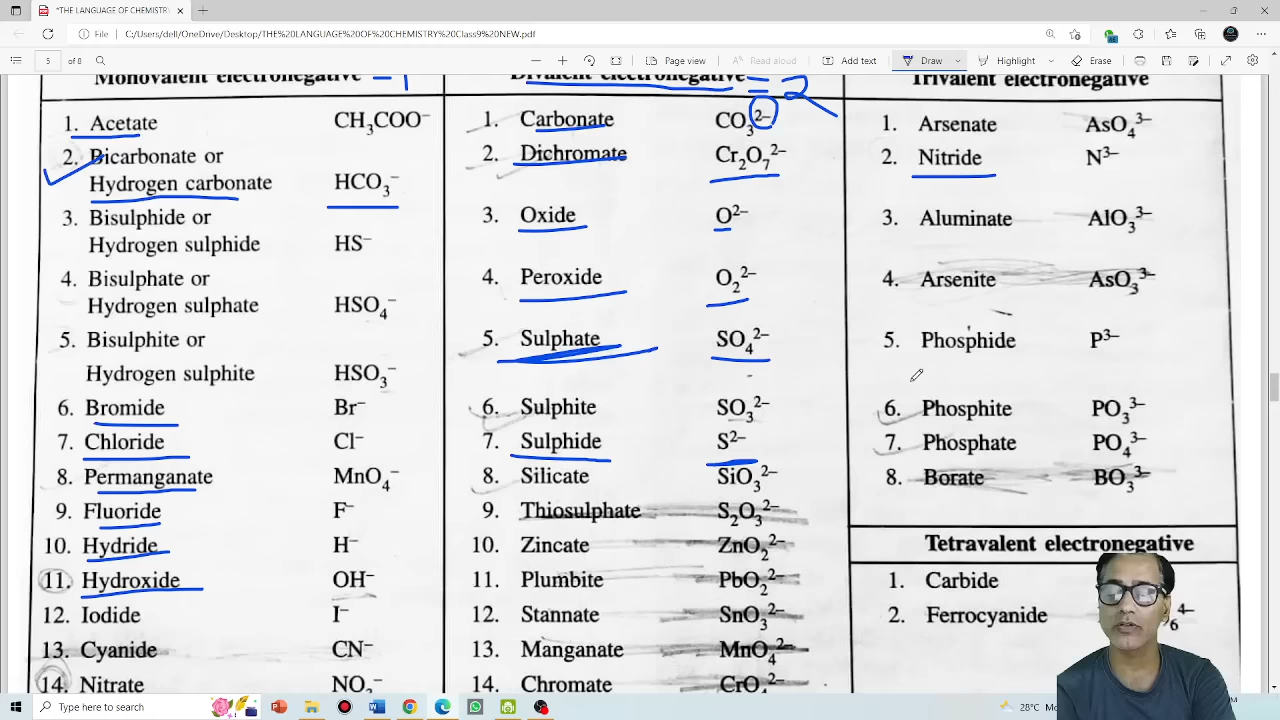 *THE LANGUAGE OF CHEMISTRY
File C:/Users/dell/OneDrive/Desktop/THE%20LANGUAGE%20OF%20CHEMISTRY%20Class9%20NEW.pdf
5 of 8 Page view Read aloud Add text Draw Highlight Erase
Monovalent electronegative = 1
1. Acetate CH₃COO⁻
2. Bicarbonate or
Hydrogen carbonate HCO₃⁻
3. Bisulphide or
Hydrogen sulphide HS⁻
4. Bisulphate or
Hydrogen sulphate HSO₄⁻
5. Bisulphite or
Hydrogen sulphite HSO₃⁻
6. Bromide Br⁻
7. Chloride Cl⁻
8. Permanganate MnO₄⁻
9. Fluoride F⁻
10. Hydride H⁻
11. Hydroxide OH⁻
12. Iodide I⁻
13. Cyanide CN⁻
14. Nitrate NO₃⁻
Divalent electronegative = 2
1. Carbonate CO₃²⁻
2. Dichromate Cr₂O₇²⁻
3. Oxide O²⁻
4. Peroxide O₂²⁻
5. Sulphate SO₄²⁻
6. Sulphite SO₃²⁻
7. Sulphide S²⁻
8. Silicate SiO₃²⁻
9. Thiosulphate S₂O₃²⁻
10. Zincate ZnO₂²⁻
11. Plumbite PbO₂²⁻
12. Stannate SnO₃²⁻
13. Manganate MnO₄²⁻
14. Chromate CrO₄²⁻
Trivalent electronegative
1. Arsenate AsO₄³⁻
2. Nitride N³⁻
3. Aluminate AlO₃³⁻
4. Arsenite AsO₃³⁻
5. Phosphide P³⁻
6. Phosphite PO₃³⁻
7. Phosphate PO₄³⁻
8. Borate BO₃³⁻
Tetravalent electronegative
1. Carbide
2. Ferrocyanide ₆⁴⁻
Type here to search
28°C